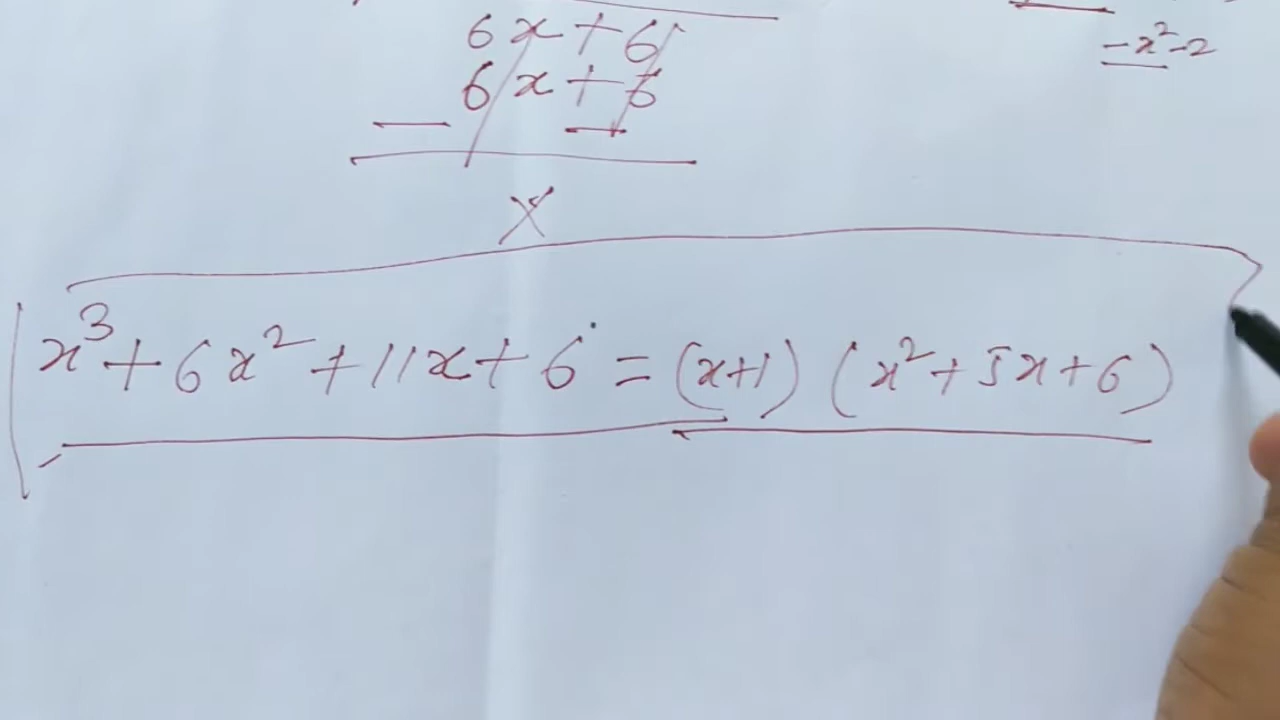 6x+6
-x²-2
6x+6
x³+6x²+11x+6 = (x+1) (x²+5x+6)